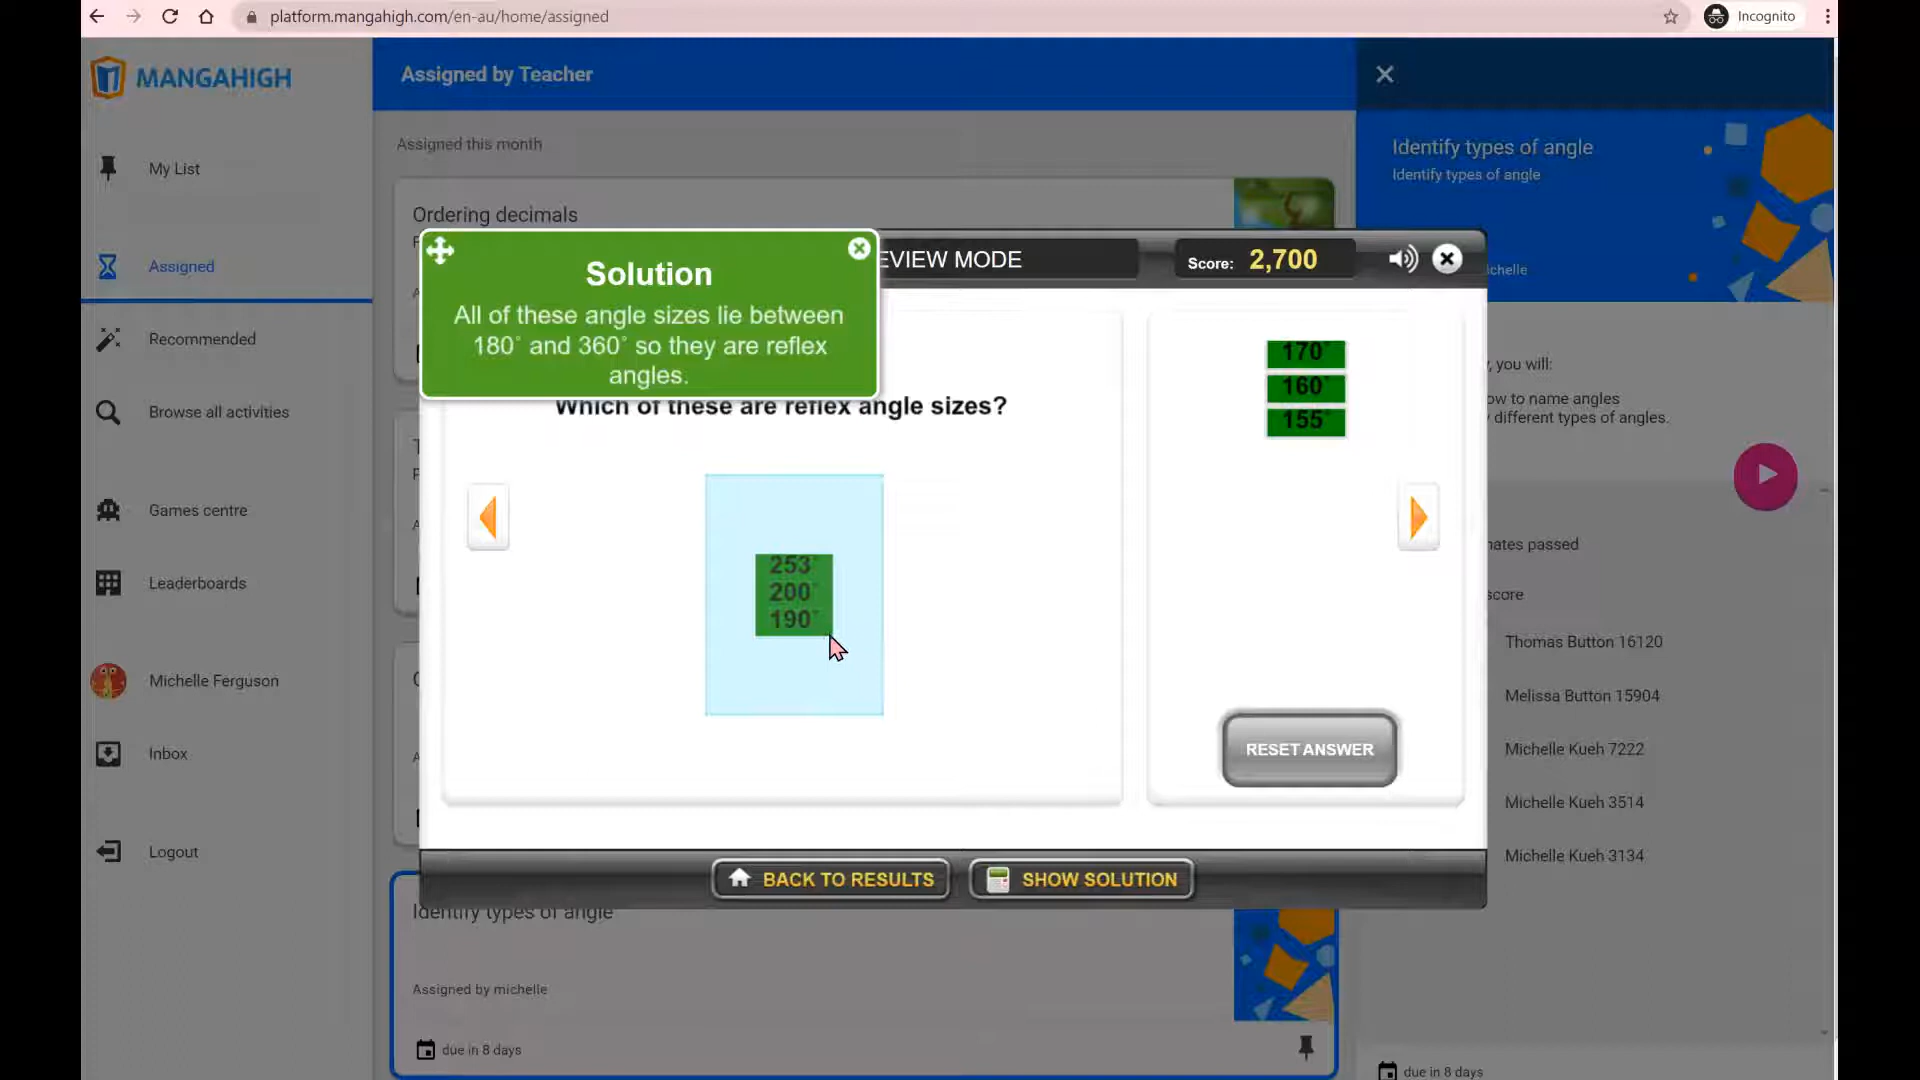 platform.mangahigh.com/en-au/home/assigned
Incognito
MANGAHIGH
My List
Assigned
Recommended
Browse all activities
Games centre
Leaderboards
Michelle Ferguson
Inbox
Logout
Assigned by Teacher
Assigned this month
Ordering decimals
Identify types of angle
Assigned by michelle
due in 8 days
Solution
All of these angle sizes lie between
180° and 360° so they are reflex
angles.
EVIEW MODE
Score: 2,700
Which of these are reflex angle sizes?
253°
200°
190°
170°
160°
155°
RESET ANSWER
BACK TO RESULTS
SHOW SOLUTION
Identify types of angle
Identify types of angle
ichelle
, you will:
ow to name angles
different types of angles.
nates passed
score
Thomas Button 16120
Melissa Button 15904
Michelle Kueh 7222
Michelle Kueh 3514
Michelle Kueh 3134
due in 8 days